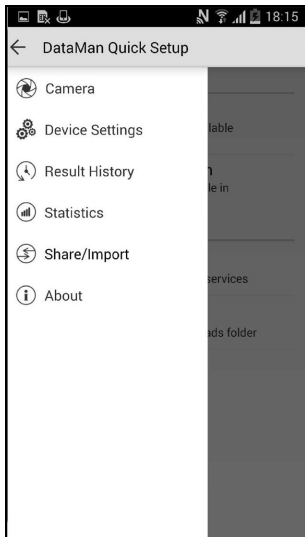 18:15
DataMan Quick Setup
Camera
Device Settings
lable
Result History
le in
Statistics
Share/Import
services
About
ads folder